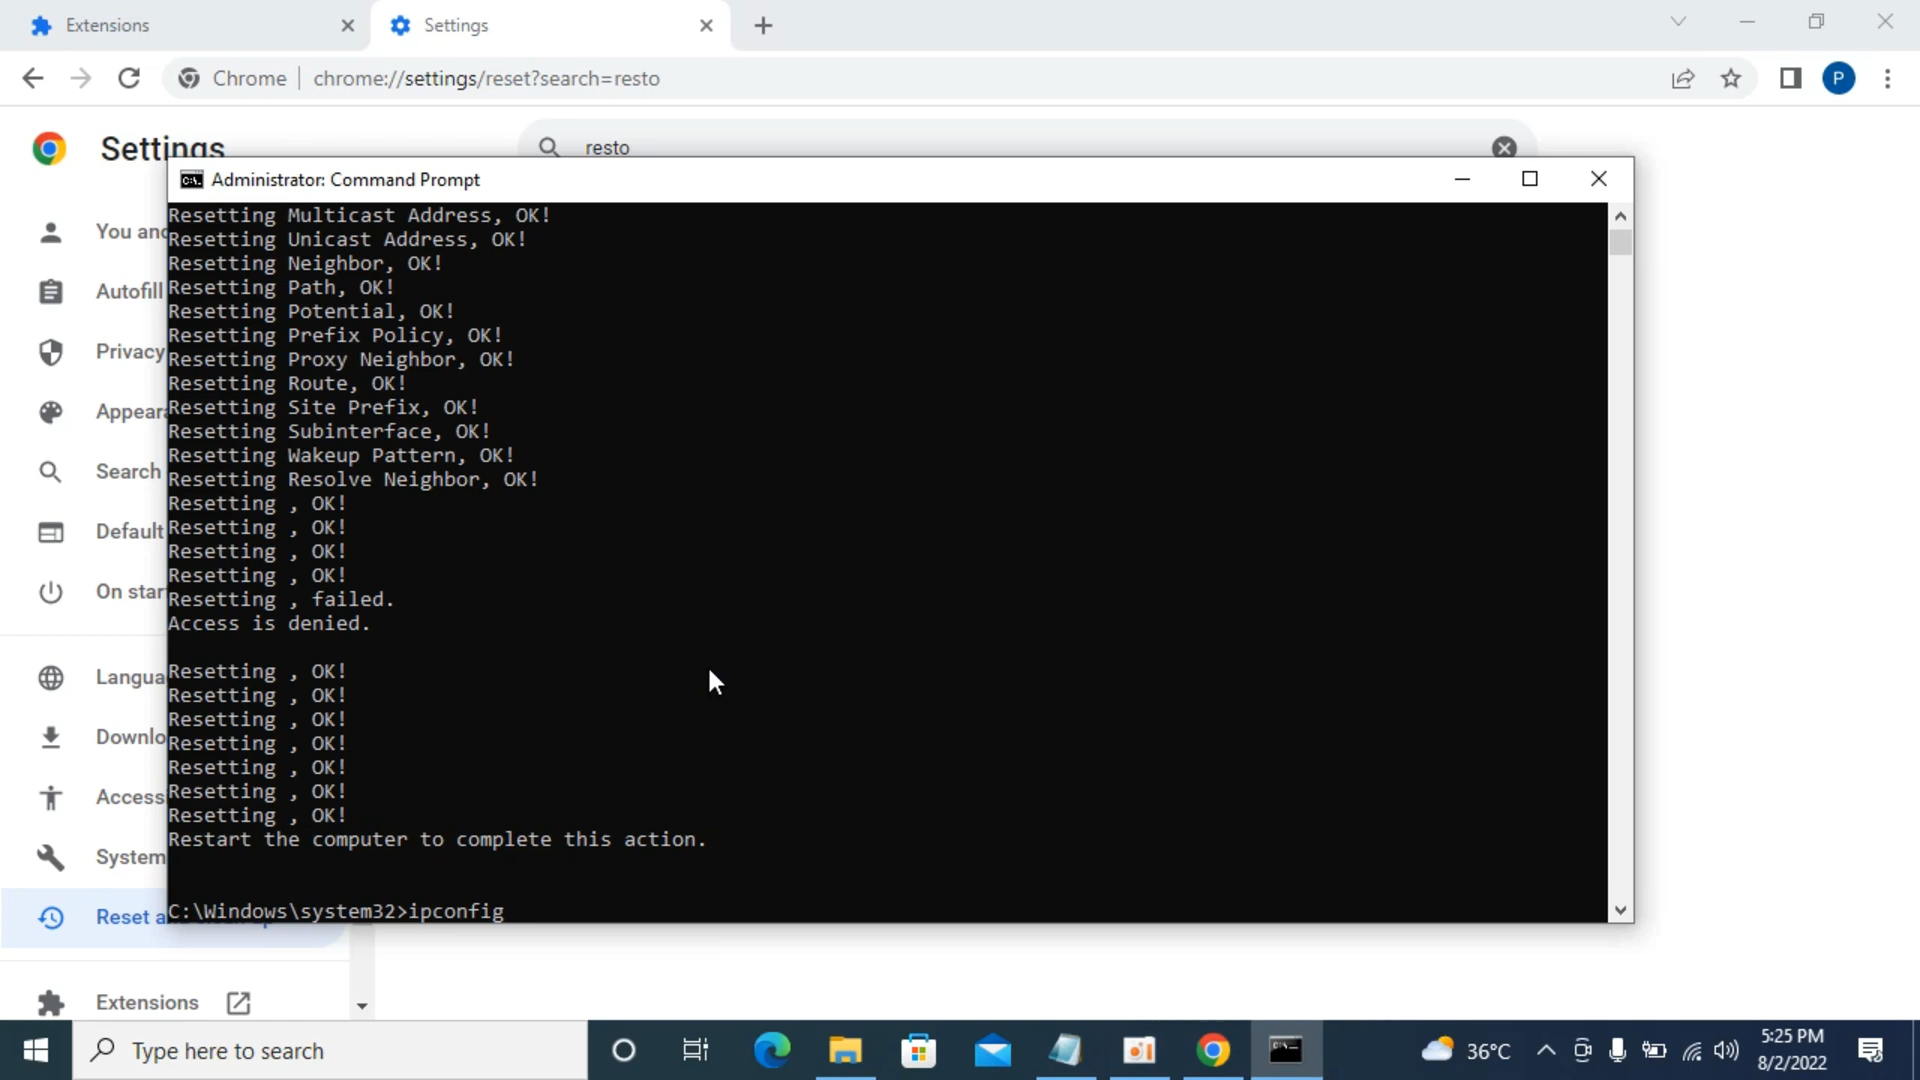 Extensions
Settings
Chrome
chrome://settings/reset?search=resto
P
Settings
resto
Administrator: Command Prompt
You and
Autofill
Privacy
Appeara
Search
Default
On star
Langua
Downlo
Access
System
Reset a
Extensions
Resetting Multicast Address, OK!
Resetting Unicast Address, OK!
Resetting Neighbor, OK!
Resetting Path, OK!
Resetting Potential, OK!
Resetting Prefix Policy, OK!
Resetting Proxy Neighbor, OK!
Resetting Route, OK!
Resetting Site Prefix, OK!
Resetting Subinterface, OK!
Resetting Wakeup Pattern, OK!
Resetting Resolve Neighbor, OK!
Resetting , OK!
Resetting , OK!
Resetting , OK!
Resetting , OK!
Resetting , failed.
Access is denied.
Resetting , OK!
Resetting , OK!
Resetting , OK!
Resetting , OK!
Resetting , OK!
Resetting , OK!
Resetting , OK!
Restart the computer to complete this action.
C:\Windows\system32>ipconfig
Type here to search
36°C
5:25 PM
8/2/2022